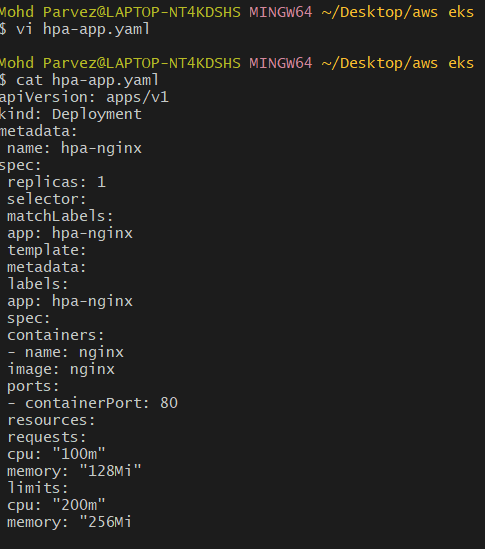 Mohd Parvez@LAPTOP-NT4KDSHS MINGW64 ~/Desktop/aws eks
$ vi hpa-app.yaml
Mohd Parvez@LAPTOP-NT4KDSHS MINGW64 ~/Desktop/aws eks
$ cat hpa-app.yaml
apiVersion: apps/v1
kind: Deployment
metadata:
 name: hpa-nginx
spec:
 replicas: 1
 selector:
 matchLabels:
 app: hpa-nginx
 template:
 metadata:
 labels:
 app: hpa-nginx
 spec:
 containers:
 - name: nginx
 image: nginx
 ports:
 - containerPort: 80
 resources:
 requests:
 cpu: "100m"
 memory: "128Mi"
 limits:
 cpu: "200m"
 memory: "256Mi